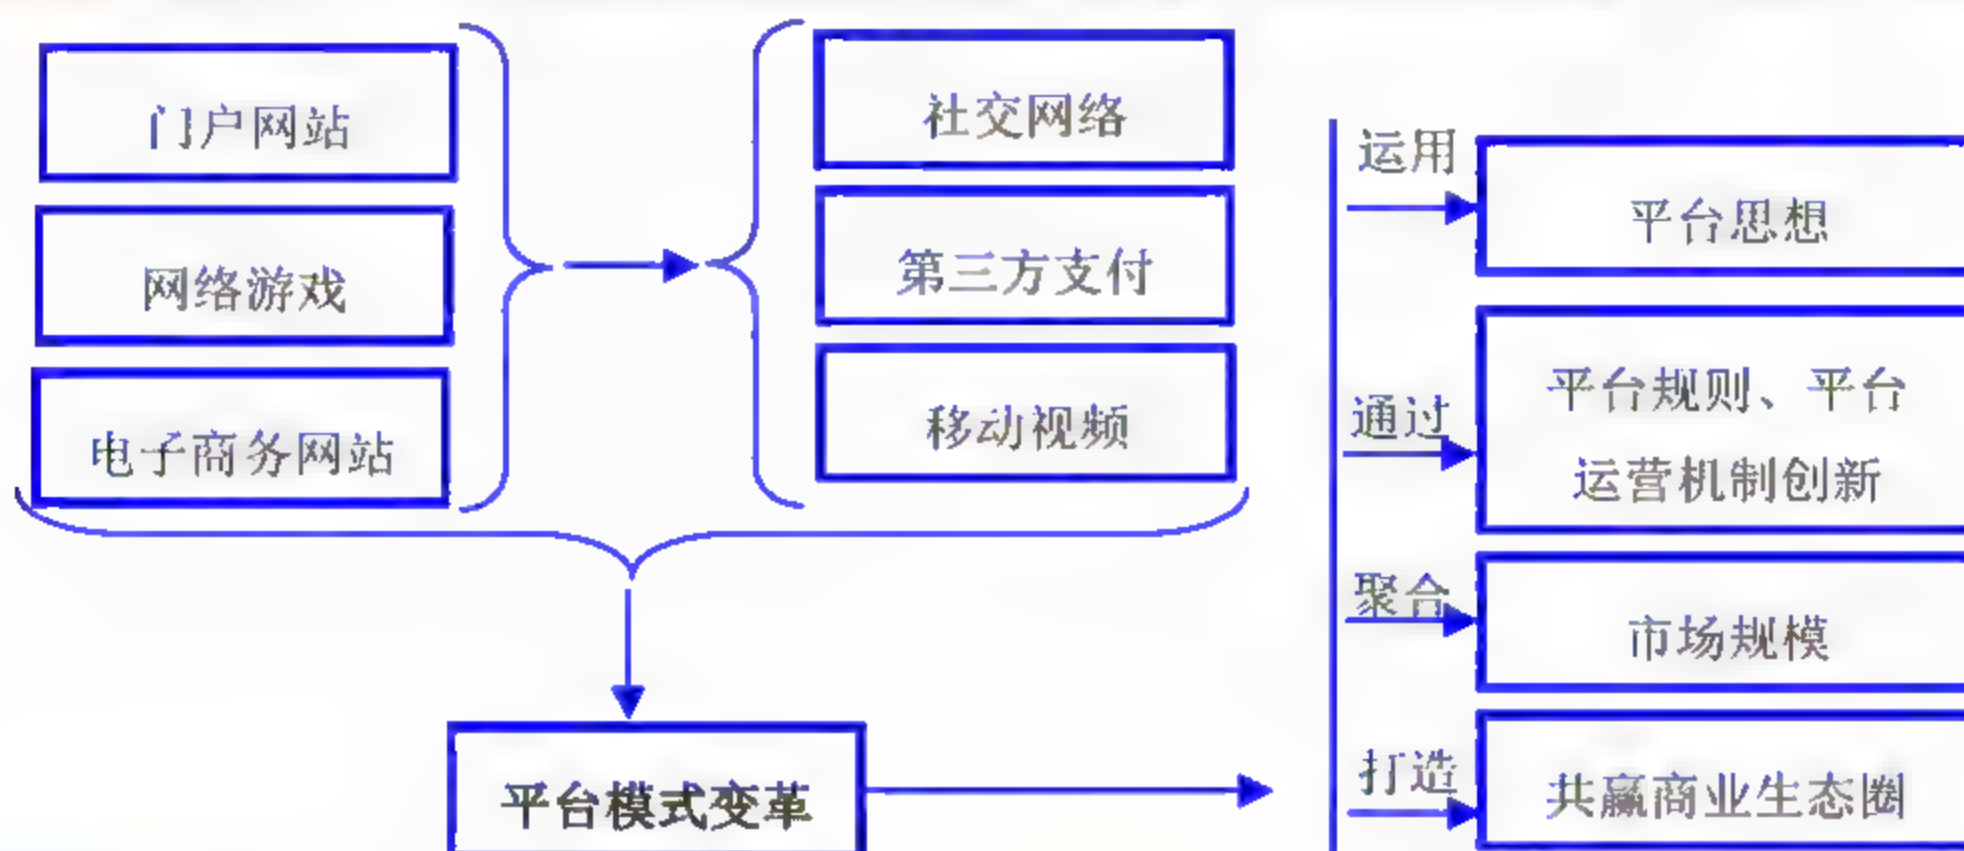 门户网站
网络游戏
电子商务网站
社交网络
第三方支付
移动视频
平台模式变革
运用
平台思想
通过
平台规则、平台
运营机制创新
聚合
市场规模
打造
共赢商业生态圈